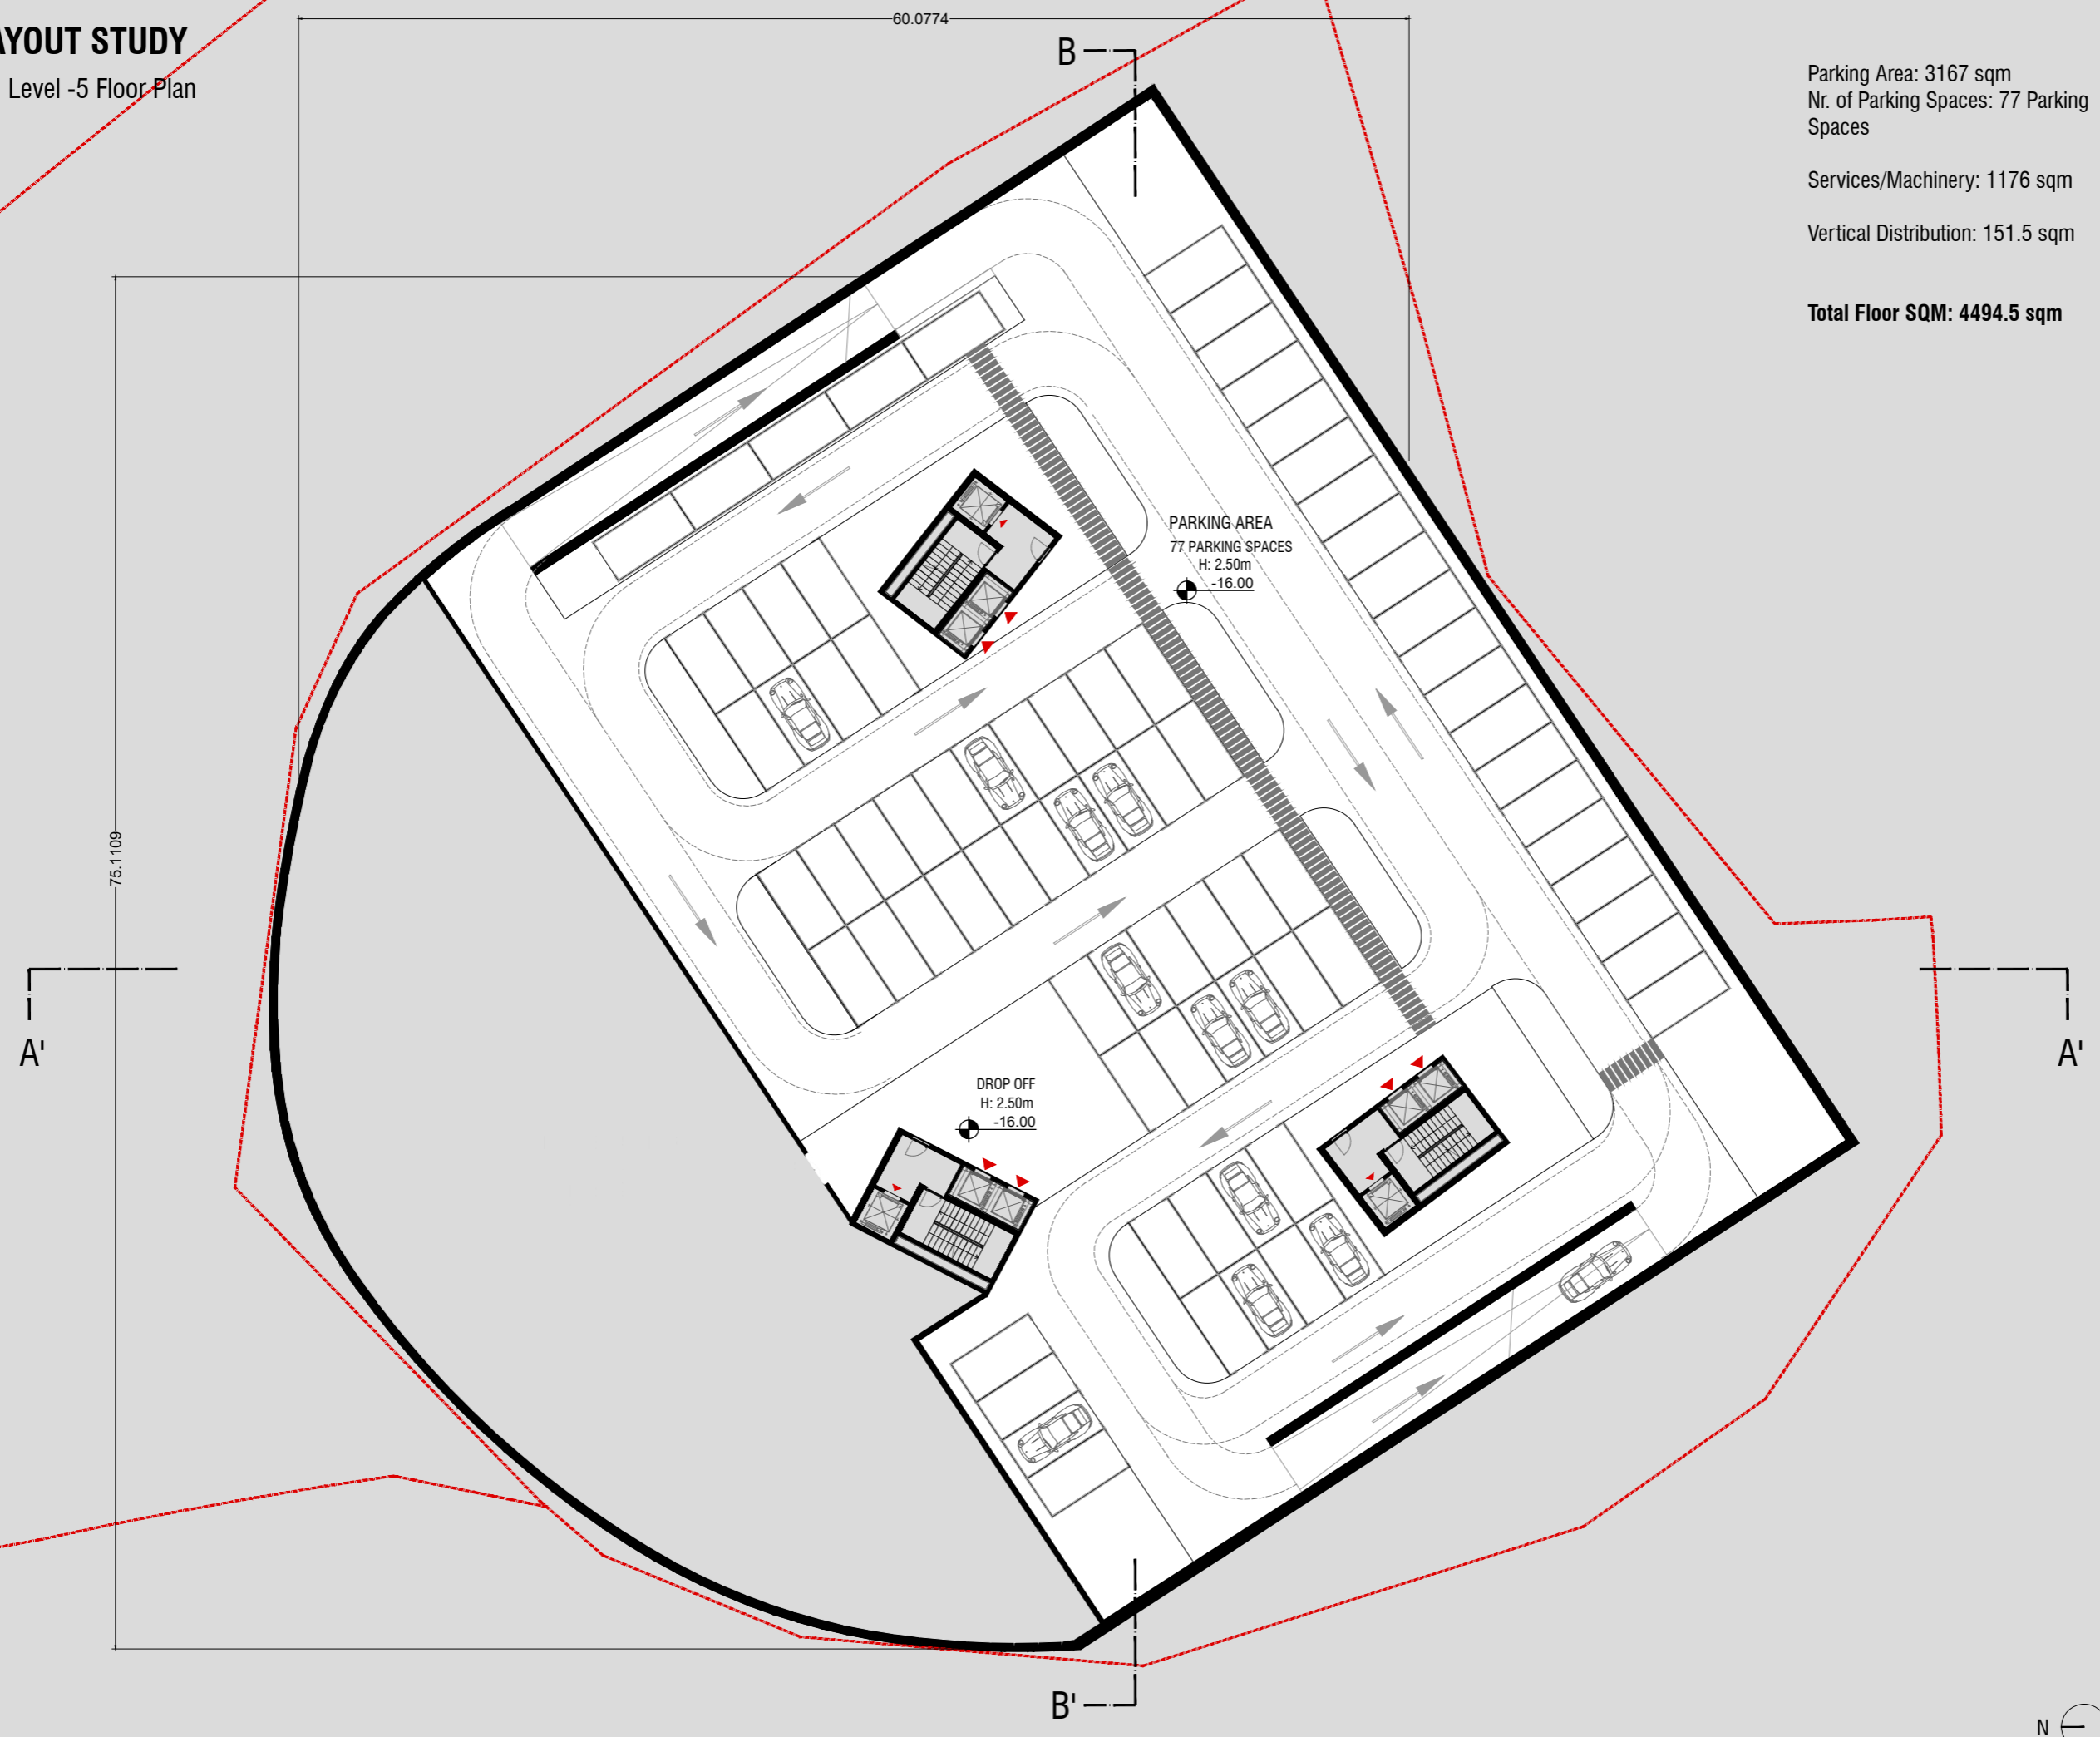 AYOUT STUDY
Level -5 Floor Plan
60.0774
B
Parking Area: 3167 sqm
Nr. of Parking Spaces: 77 Parking
Spaces
Services/Machinery: 1176 sqm
Vertical Distribution: 151.5 sqm
Total Floor SQM: 4494.5 sqm
PARKING AREA
77 PARKING SPACES
H: 2.50m
-16.00
75.1109
A'
A'
DROP OFF
H: 2.50m
-16.00
B'
N